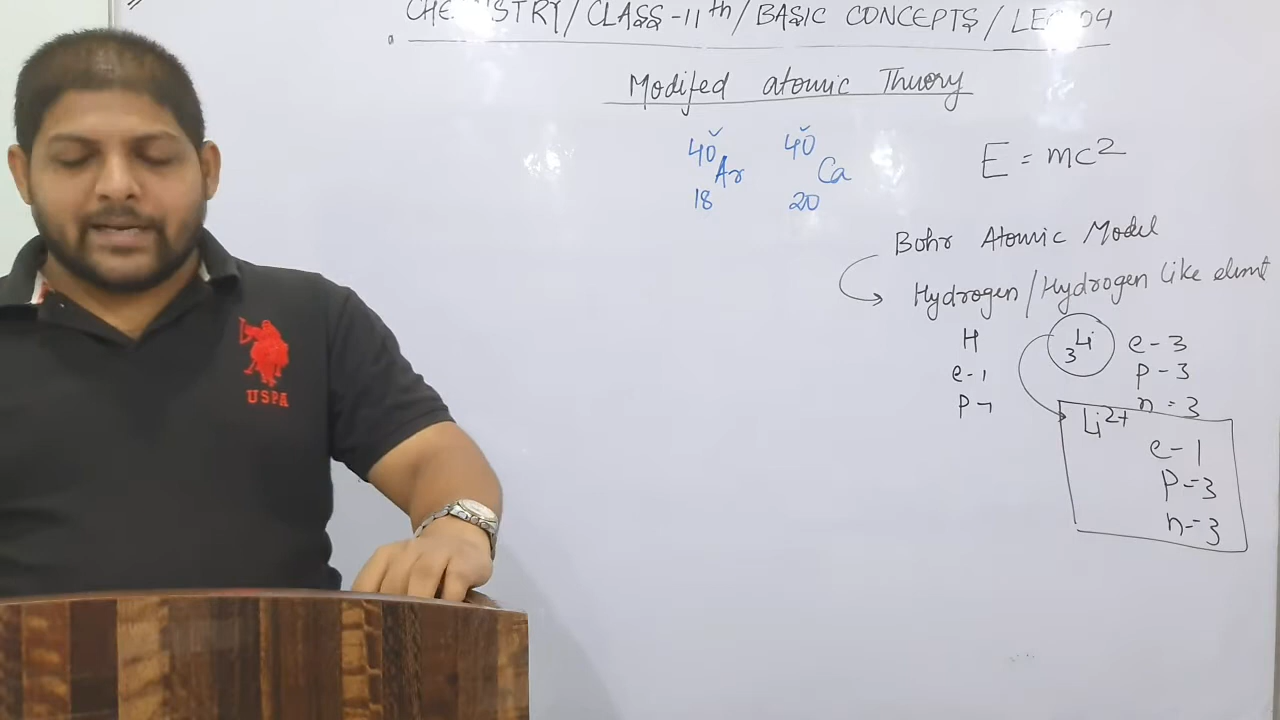 CHEMISTRY/CLASS-11th/BASIC CONCEPTS/LEC-04
Modifed atomic Theory
40 Ar 18
40 Ca 20
E = mc2
Bohr Atomic Model
Hydrogen/Hydrogen like elemt
H
e-1
P-1
3Li
e-3
P-3
n=3
Li2+
e-1
P=3
n=3
USPA